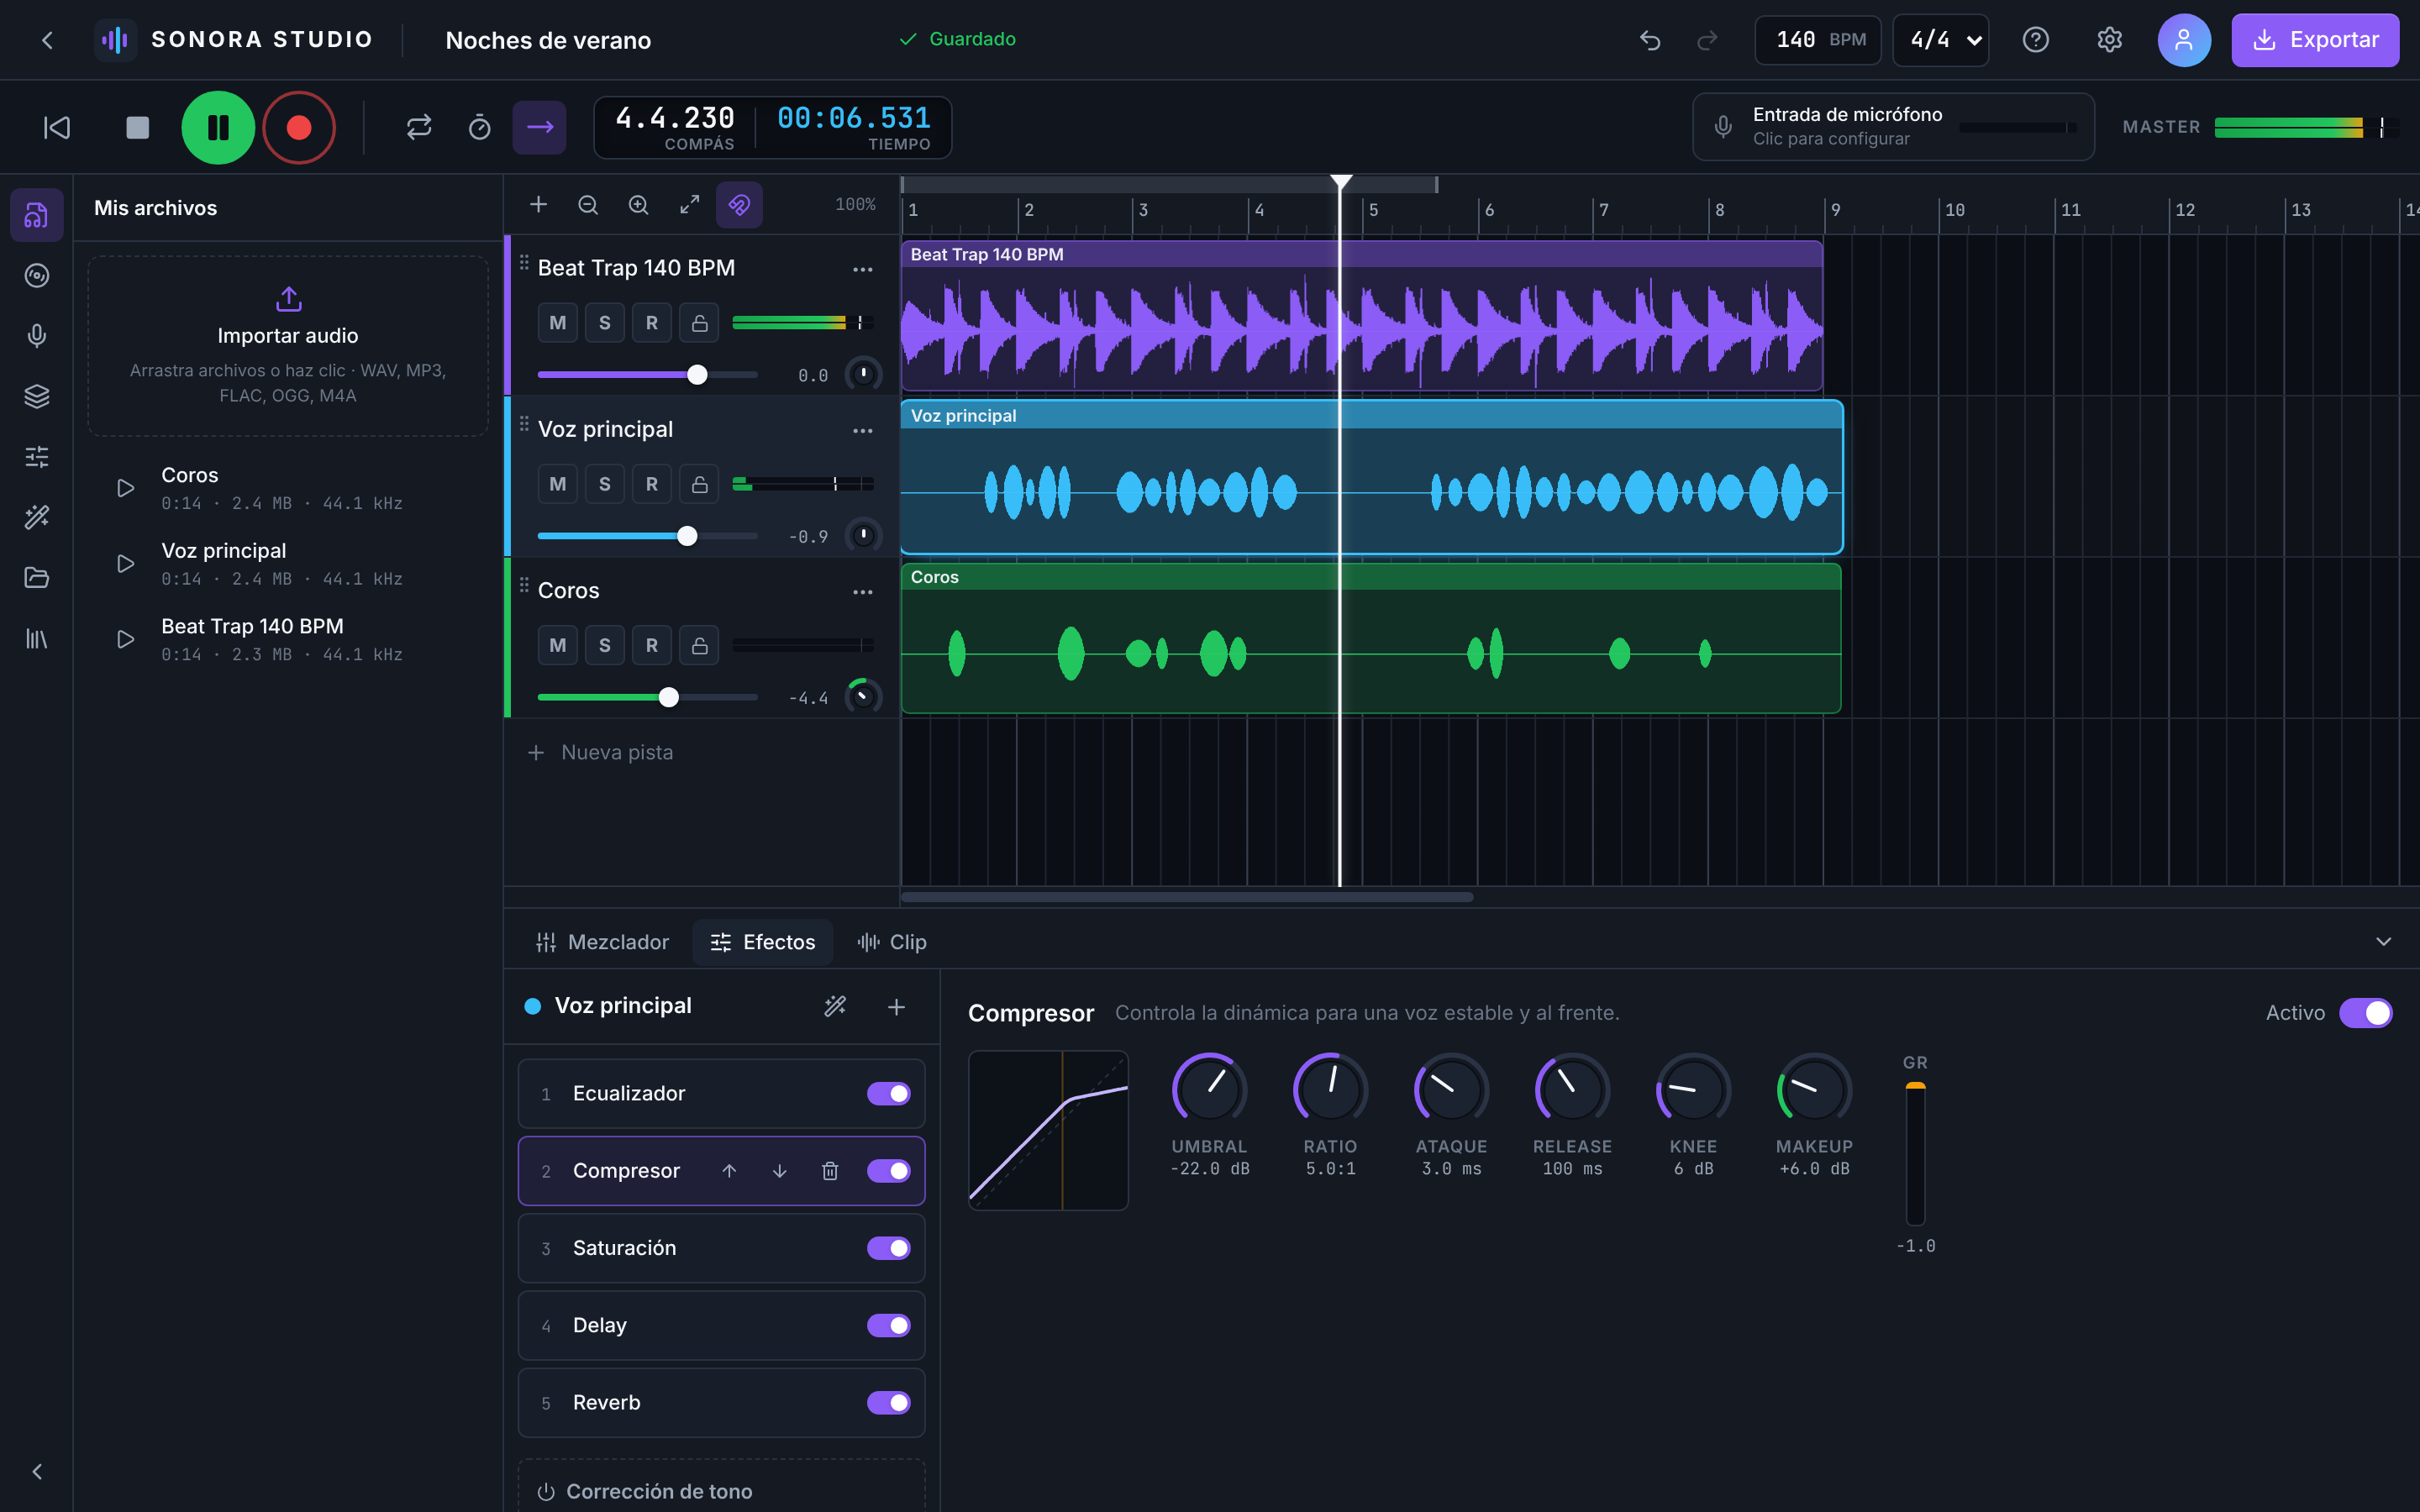 SONORA STUDIO
Noches de verano
Guardado
140 BPM
4/4
Exportar
4.4.230
COMPÁS
00:06.531
TIEMPO
Entrada de micrófono
Clic para configurar
MASTER
Mis archivos
Importar audio
Arrastra archivos o haz clic · WAV, MP3,
FLAC, OGG, M4A
Coros
0:14 · 2.4 MB · 44.1 kHz
Voz principal
0:14 · 2.4 MB · 44.1 kHz
Beat Trap 140 BPM
0:14 · 2.3 MB · 44.1 kHz
100%
1 2 3 4 5 6 7 8 9 10 11 12 13 14
Beat Trap 140 BPM
M S R
0.0
Beat Trap 140 BPM
Voz principal
M S R
-0.9
Voz principal
Coros
M S R
-4.4
Coros
Nueva pista
Mezclador
Efectos
Clip
Voz principal
1 Ecualizador
2 Compresor
3 Saturación
4 Delay
5 Reverb
Corrección de tono
Compresor
Controla la dinámica para una voz estable y al frente.
Activo
UMBRAL
-22.0 dB
RATIO
5.0:1
ATAQUE
3.0 ms
RELEASE
100 ms
KNEE
6 dB
MAKEUP
+6.0 dB
GR
-1.0